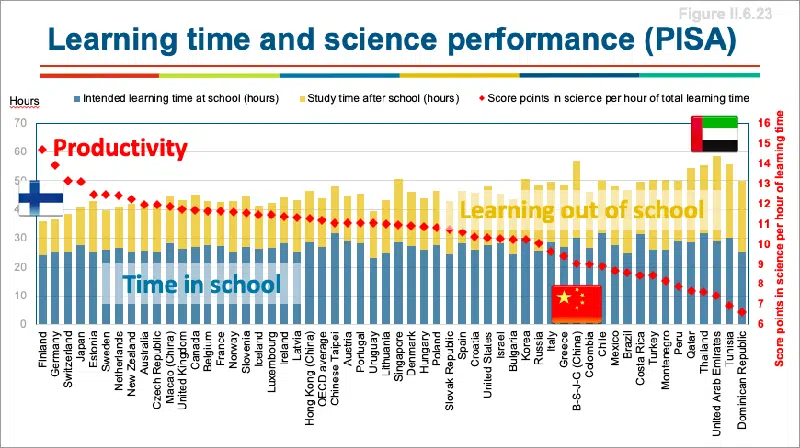 Figure II.6.23
Learning time and science performance (PISA)
Hours
Intended learning time at school (hours)
Study time after school (hours)
Score points in science per hour of total learning time
70
60
50
40
30
20
10
0
Productivity
Learning out of school
Time in school
16
15
14
13
12
11
10
9
8
7
6
Score points in science per hour of learning time
Finland
Germany
Switzerland
Japan
Estonia
Sweden
Netherlands
New Zealand
Australia
Czech Republic
Macao (China)
United Kingdom
Canada
Belgium
France
Norway
Slovenia
Iceland
Luxembourg
Ireland
Latvia
Hong Kong (China)
OECD average
Chinese Taipei
Austria
Portugal
Uruguay
Lithuania
Singapore
Denmark
Hungary
Poland
Slovak Republic
Spain
Croatia
United States
Israel
Bulgaria
Korea
Russia
Italy
Greece
B-S-J-G (China)
Colombia
Chile
Mexico
Brazil
Costa Rica
Turkey
Montenegro
Peru
Qatar
Thailand
United Arab Emirates
Tunisia
Dominican Republic